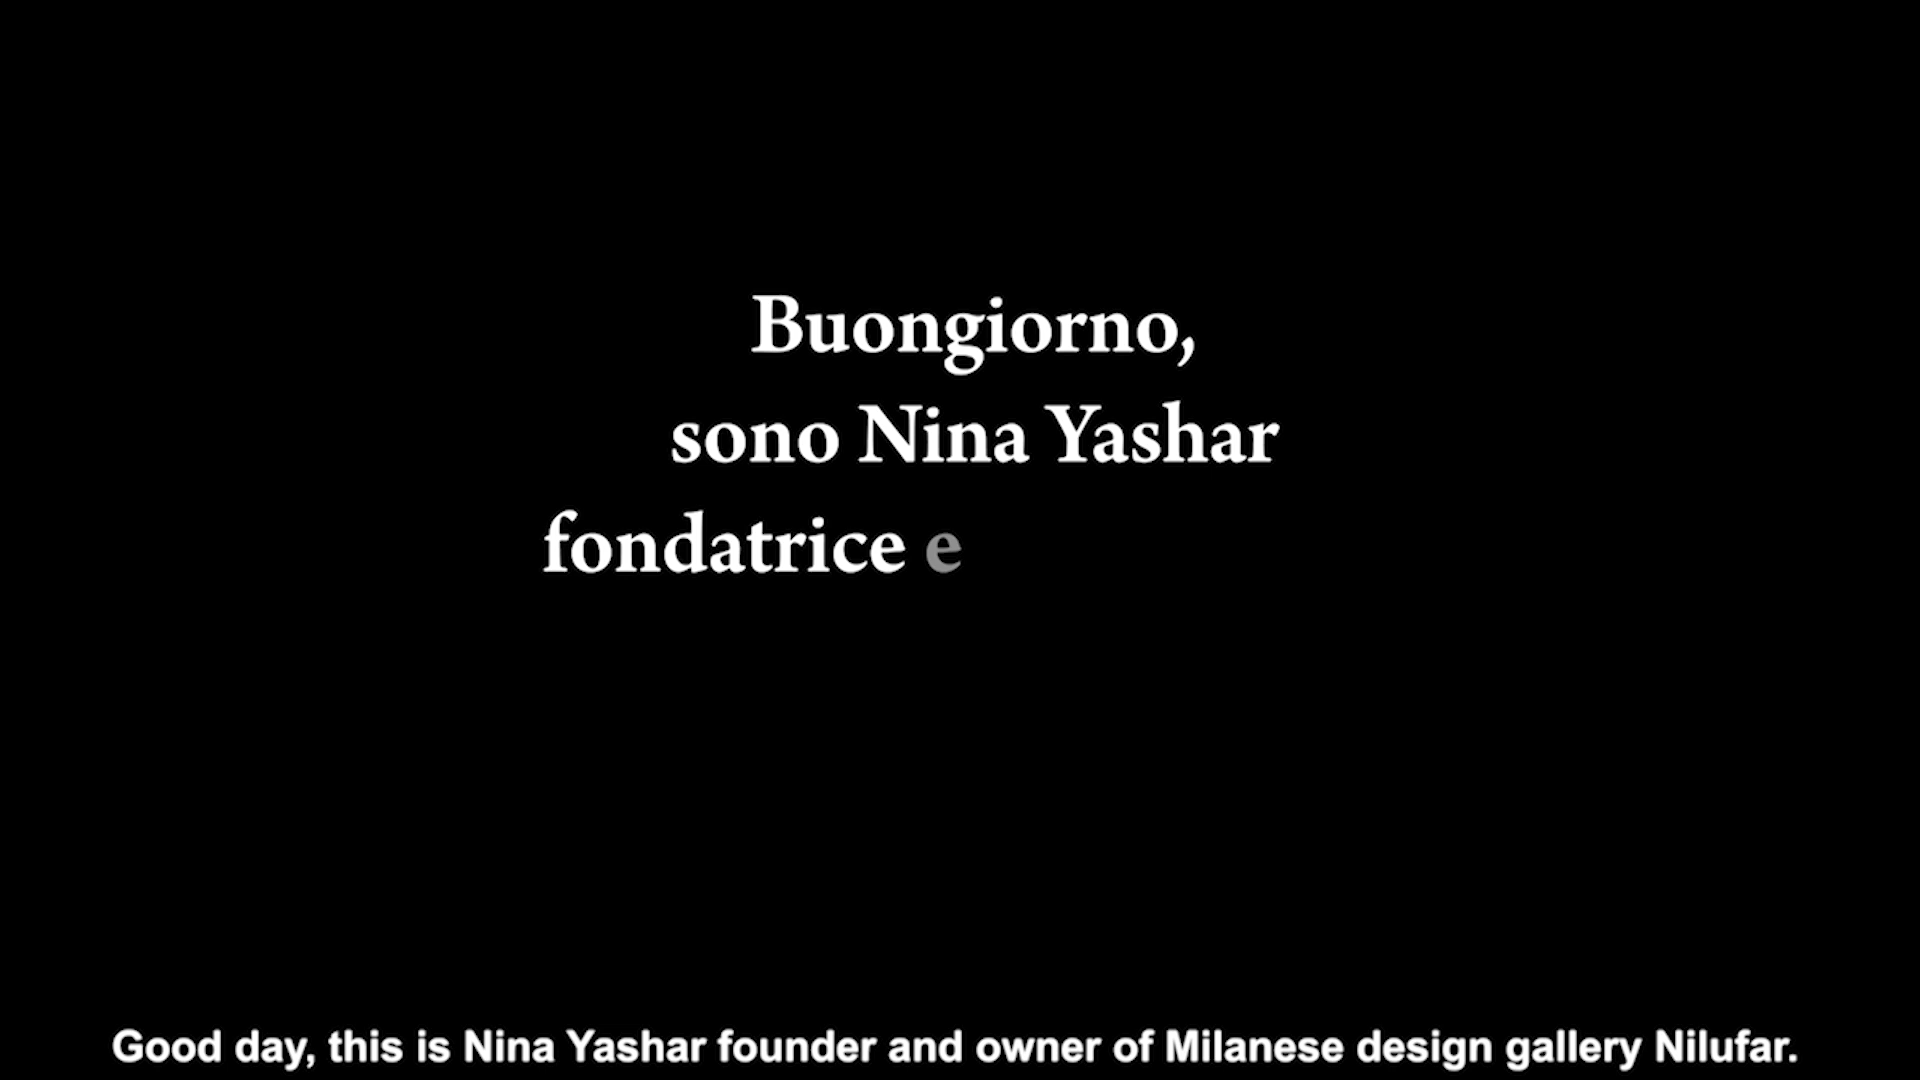 Buongiorno,
sono Nina Yashar
fondatrice e
Good day, this is Nina Yashar founder and owner of Milanese design gallery Nilufar.